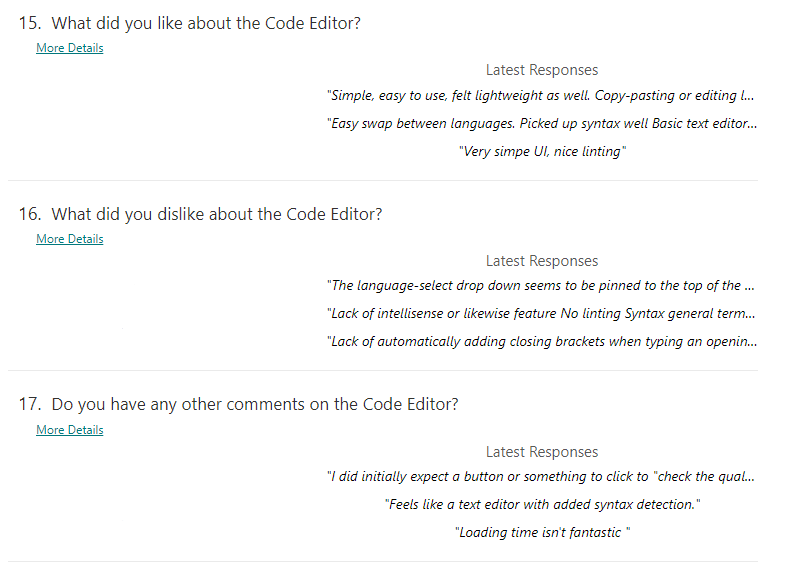 15. What did you like about the Code Editor?
More Details
Latest Responses
"Simple, easy to use, felt lightweight as well. Copy-pasting or editing l...
"Easy swap between languages. Picked up syntax well Basic text editor...
"Very simpe UI, nice linting"
16. What did you dislike about the Code Editor?
More Details
Latest Responses
"The language-select drop down seems to be pinned to the top of the ...
"Lack of intellisense or likewise feature No linting Syntax general term...
"Lack of automatically adding closing brackets when typing an openin...
17. Do you have any other comments on the Code Editor?
More Details
Latest Responses
"I did initially expect a button or something to click to "check the qual...
"Feels like a text editor with added syntax detection."
"Loading time isn't fantastic "